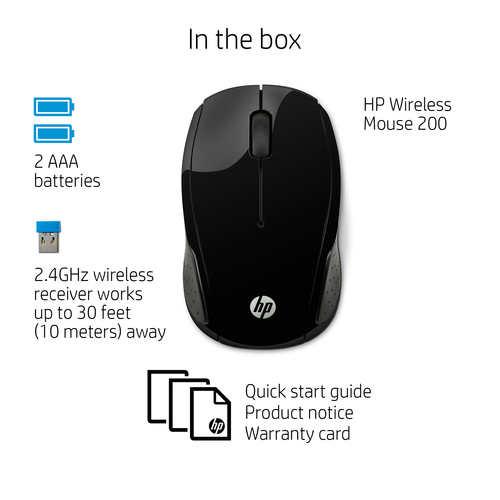 In the box
HP Wireless
Mouse 200
2 AAA
batteries
2.4GHz wireless
receiver works
up to 30 feet
(10 meters) away
hp
hp
Quick start guide
Product notice
Warranty card